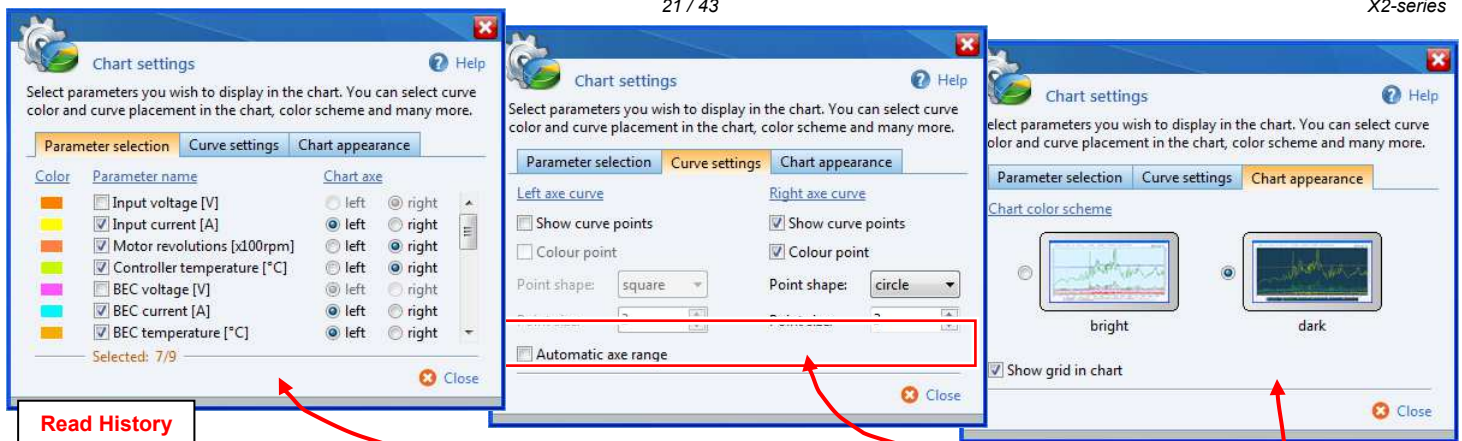 21 / 43
X2-series
Chart settings
Help
Select parameters you wish to display in the chart. You can select curve
color and curve placement in the chart, color scheme and many more.
Parameter selection Curve settings Chart appearance
Color Parameter name Chart axe
Input voltage [V] left right
Input current [A] left right
Motor revolutions [x100rpm] left right
Controller temperature [°C] left right
BEC voltage [V] left right
BEC current [A] left right
BEC temperature [°C] left right
Selected: 7/9
Close
Read History
Chart settings
Help
Select parameters you wish to display in the chart. You can select curve
color and curve placement in the chart, color scheme and many more.
Parameter selection Curve settings Chart appearance
Left axe curve Right axe curve
Show curve points Show curve points
Colour point Colour point
Point shape: square Point shape: circle
Automatic axe range
Close
Chart settings
Help
elect parameters you wish to display in the chart. You can select curve
olor and curve placement in the chart, color scheme and many more.
Parameter selection Curve settings Chart appearance
Chart color scheme
bright dark
Show grid in chart
Close